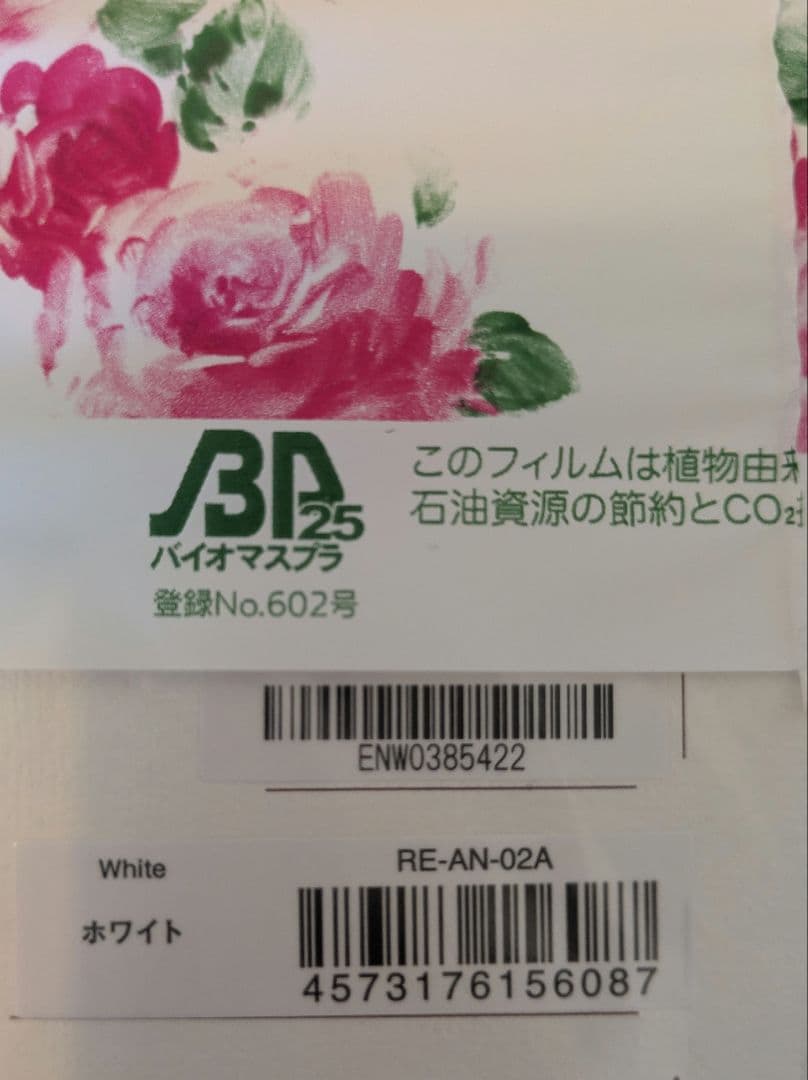 BP25
バイオマスプラ
登録No.602号
このフィルムは植物由来
石油資源の節約とCO₂
ENW0385422
White
RE-AN-02A
ホワイト
4573176156087